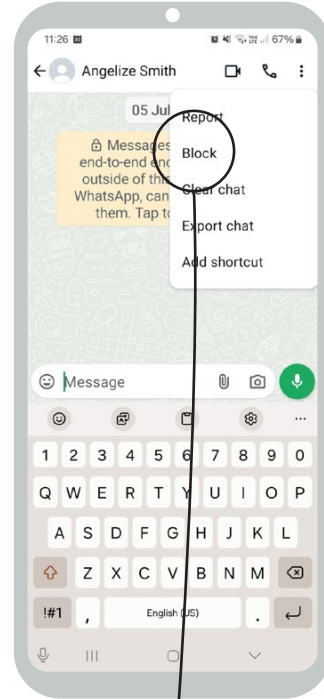 11:26 67%
Angelize Smith
05 Jul
Messages
end-to-end enc
outside of this
WhatsApp, can
them. Tap to
Report
Block
Clear chat
Export chat
Add shortcut
Message
1 2 3 4 5 6 7 8 9 0
Q W E R T Y U I O P
A S D F G H J K L
Z X C V B N M
!#1 , English (US) .